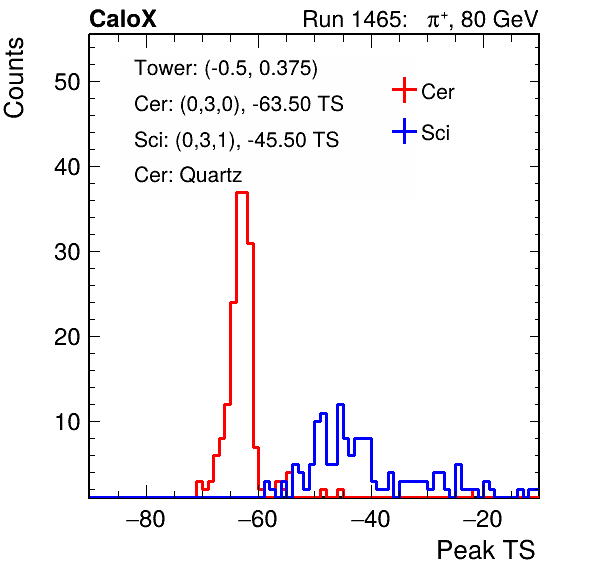 CaloX Run 1465: π⁺, 80 GeV
Counts
Tower: (-0.5, 0.375)
Cer: (0,3,0), -63.50 TS
Sci: (0,3,1), -45.50 TS
Cer: Quartz
Cer
Sci
50
40
30
20
10
−80 −60 −40 −20
Peak TS